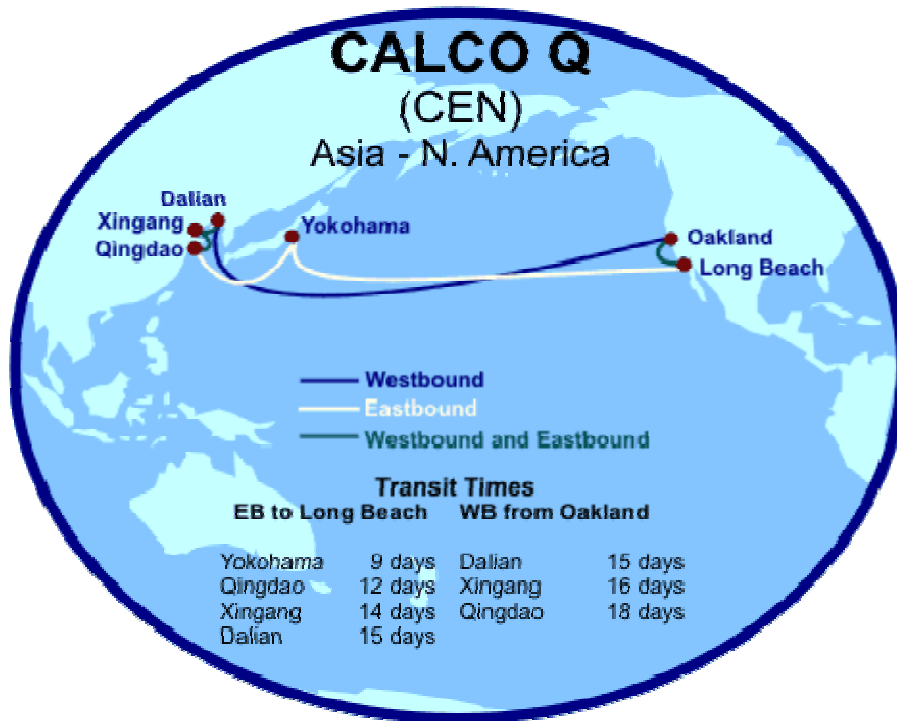 CALCO Q
(CEN)
Asia - N. America
Dalian
Xingang
Yokohama
Qingdao
Oakland
Long Beach
Westbound
Eastbound
Westbound and Eastbound
Transit Times
EB to Long Beach WB from Oakland
Yokohama 9 days Dalian 15 days
Qingdao 12 days Xingang 16 days
Xingang 14 days Qingdao 18 days
Dalian 15 days